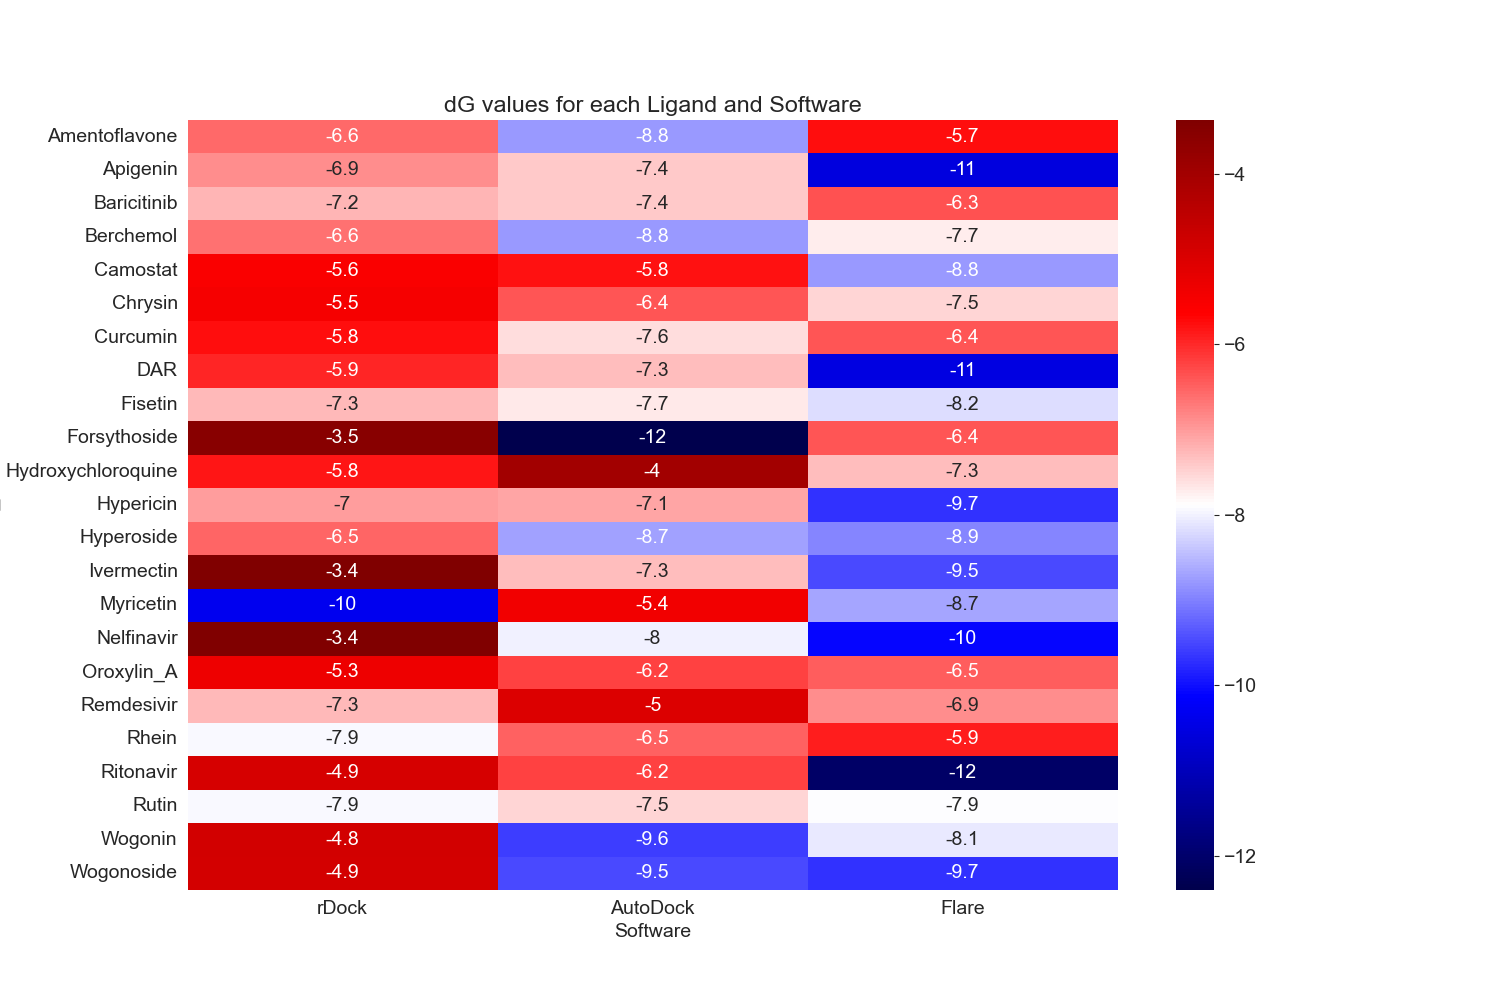 dG values for each Ligand and Software
Amentoflavone -6.6 -8.8 -5.7
Apigenin -6.9 -7.4 -11
Baricitinib -7.2 -7.4 -6.3
Berchemol -6.6 -8.8 -7.7
Camostat -5.6 -5.8 -8.8
Chrysin -5.5 -6.4 -7.5
Curcumin -5.8 -7.6 -6.4
DAR -5.9 -7.3 -11
Fisetin -7.3 -7.7 -8.2
Forsythoside -3.5 -12 -6.4
Hydroxychloroquine -5.8 -4 -7.3
Hypericin -7 -7.1 -9.7
Hyperoside -6.5 -8.7 -8.9
Ivermectin -3.4 -7.3 -9.5
Myricetin -10 -5.4 -8.7
Nelfinavir -3.4 -8 -10
Oroxylin_A -5.3 -6.2 -6.5
Remdesivir -7.3 -5 -6.9
Rhein -7.9 -6.5 -5.9
Ritonavir -4.9 -6.2 -12
Rutin -7.9 -7.5 -7.9
Wogonin -4.8 -9.6 -8.1
Wogonoside -4.9 -9.5 -9.7
rDock AutoDock Flare
Software
−4
−6
−8
−10
−12